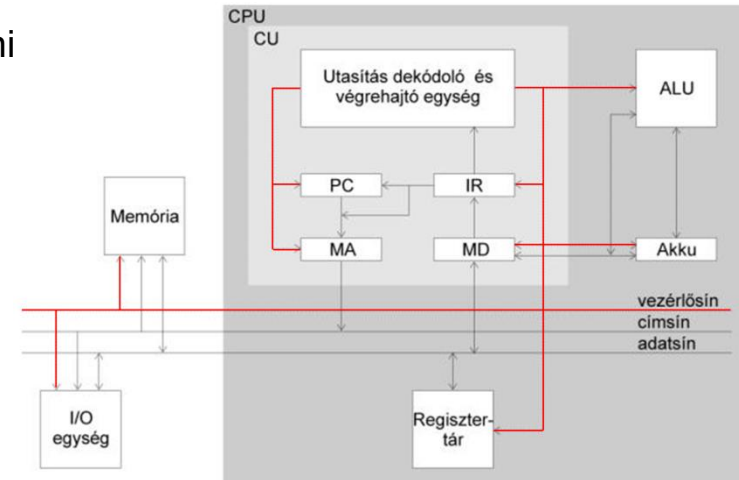 ni
CPU
CU
Utasítás dekódoló és
végrehajtó egység
ALU
PC
IR
Memória
MA
MD
Akku
vezérlősín
címsín
adatsín
I/O
egység
Regiszter-
tár